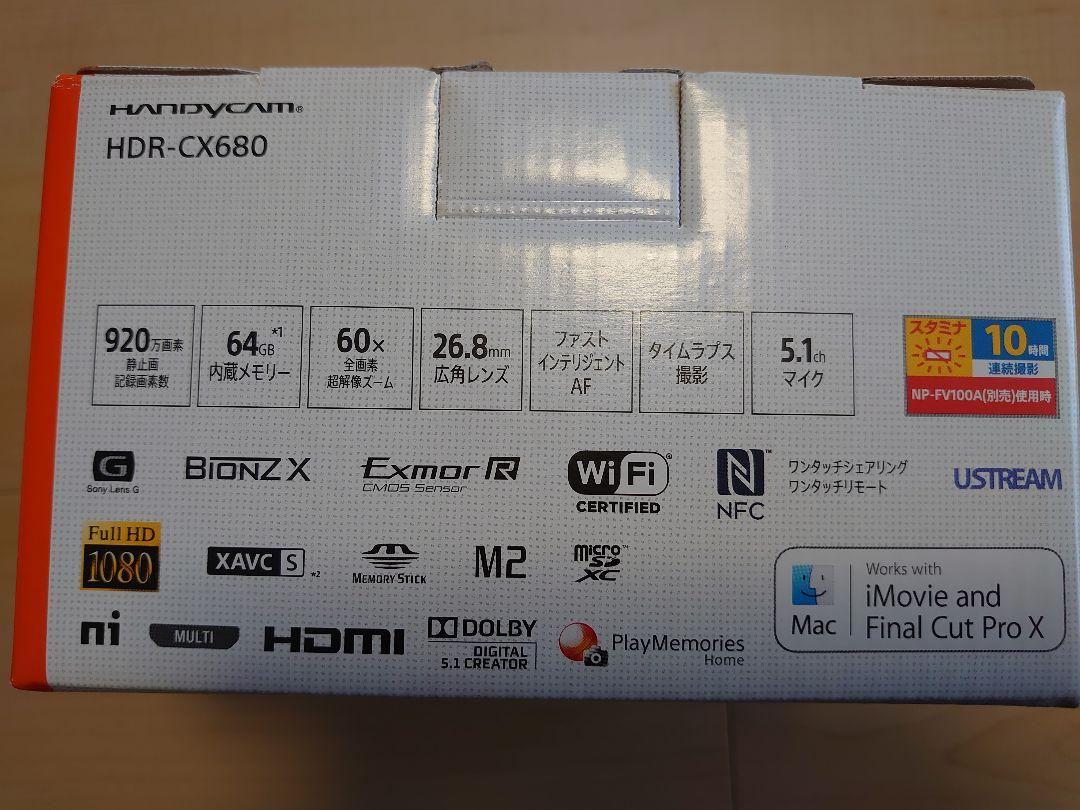 HANDYCAM®
HDR-CX680
920万画素
静止画
記録画素数
64GB *1
内蔵メモリー
60×
全画素
超解像ズーム
26.8mm
広角レンズ
ファスト
インテリジェント
AF
タイムラプス
撮影
5.1ch
マイク
スタミナ
10時間
連続撮影
NP-FV100A(別売)使用時
G
Sony Lens G
BIONZ X
Exmor R
CMOS Sensor
Wi Fi®
CERTIFIED
N™
NFC
ワンタッチシェアリング
ワンタッチリモート
USTREAM
Full HD
1080
XAVC S *2
MEMORY STICK
M2
micro
SD™
XC
Mac
Works with
iMovie and
Final Cut Pro X
ni
MULTI
HDMI
DOLBY
DIGITAL
5.1 CREATOR
PlayMemories
Home